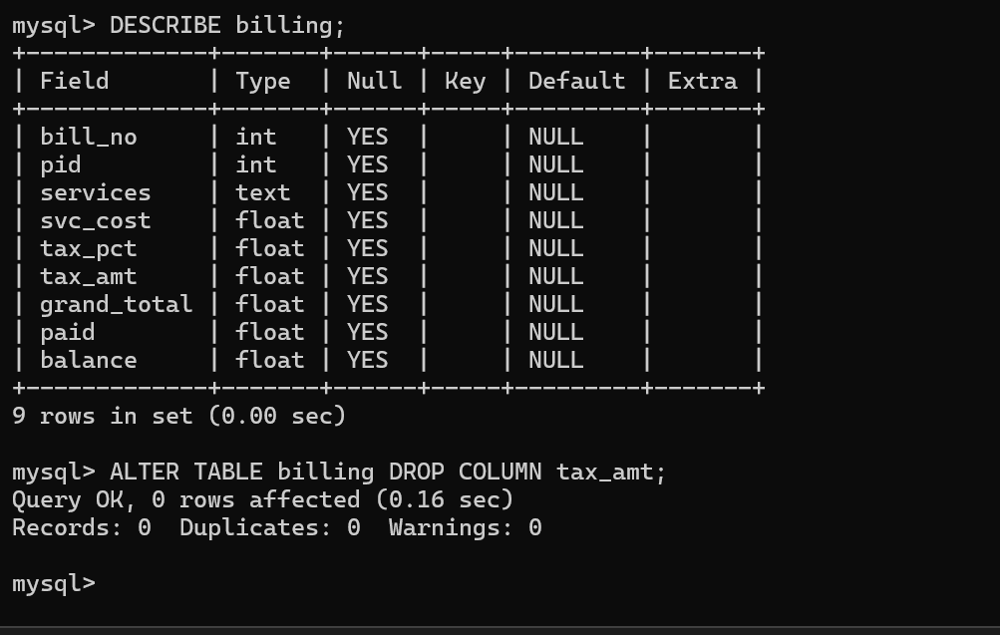 mysql> DESCRIBE billing;
+-------------+-------+------+-----+---------+-------+
| Field       | Type  | Null | Key | Default | Extra |
+-------------+-------+------+-----+---------+-------+
| bill_no     | int   | YES  |     | NULL    |       |
| pid         | int   | YES  |     | NULL    |       |
| services    | text  | YES  |     | NULL    |       |
| svc_cost    | float | YES  |     | NULL    |       |
| tax_pct     | float | YES  |     | NULL    |       |
| tax_amt     | float | YES  |     | NULL    |       |
| grand_total | float | YES  |     | NULL    |       |
| paid        | float | YES  |     | NULL    |       |
| balance     | float | YES  |     | NULL    |       |
+-------------+-------+------+-----+---------+-------+
9 rows in set (0.00 sec)

mysql> ALTER TABLE billing DROP COLUMN tax_amt;
Query OK, 0 rows affected (0.16 sec)
Records: 0  Duplicates: 0  Warnings: 0

mysql>